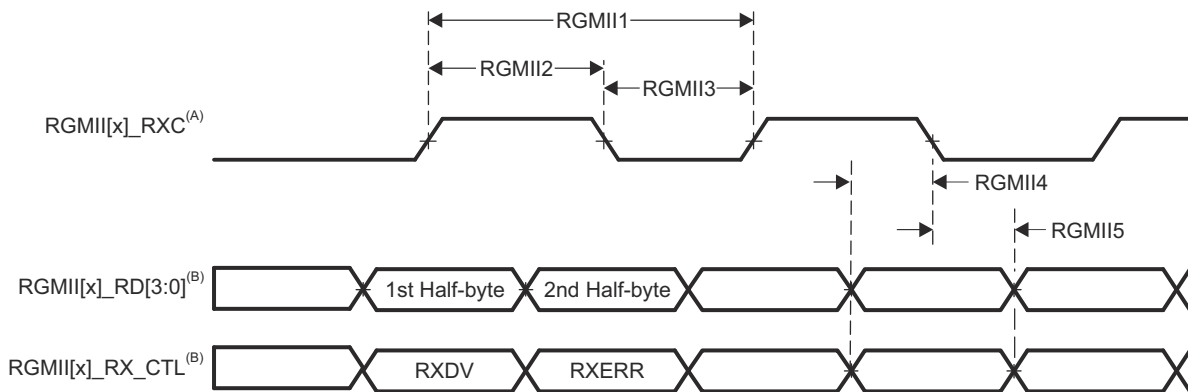 RGMII1
RGMII2
RGMII3
RGMII[x]_RXC(A)
RGMII4
RGMII5
RGMII[x]_RD[3:0](B)
1st Half-byte
2nd Half-byte
RGMII[x]_RX_CTL(B)
RXDV
RXERR